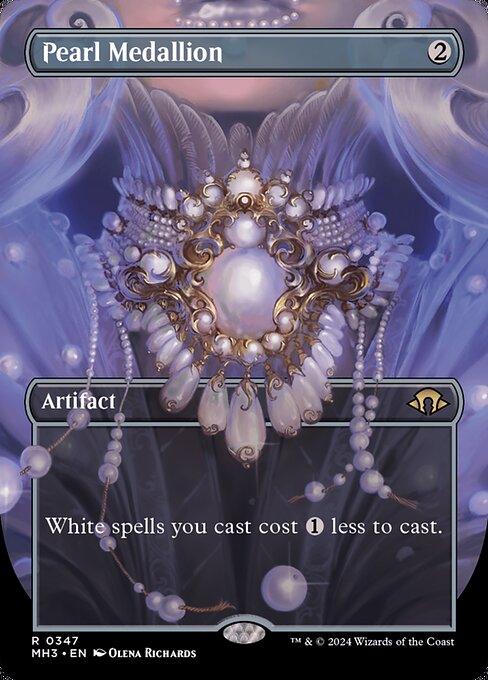 Pearl Medallion 2
Artifact
White spells you cast cost 1 less to cast.
R 0347
MH3 • EN Olena Richards
™ & © 2024 Wizards of the Coast